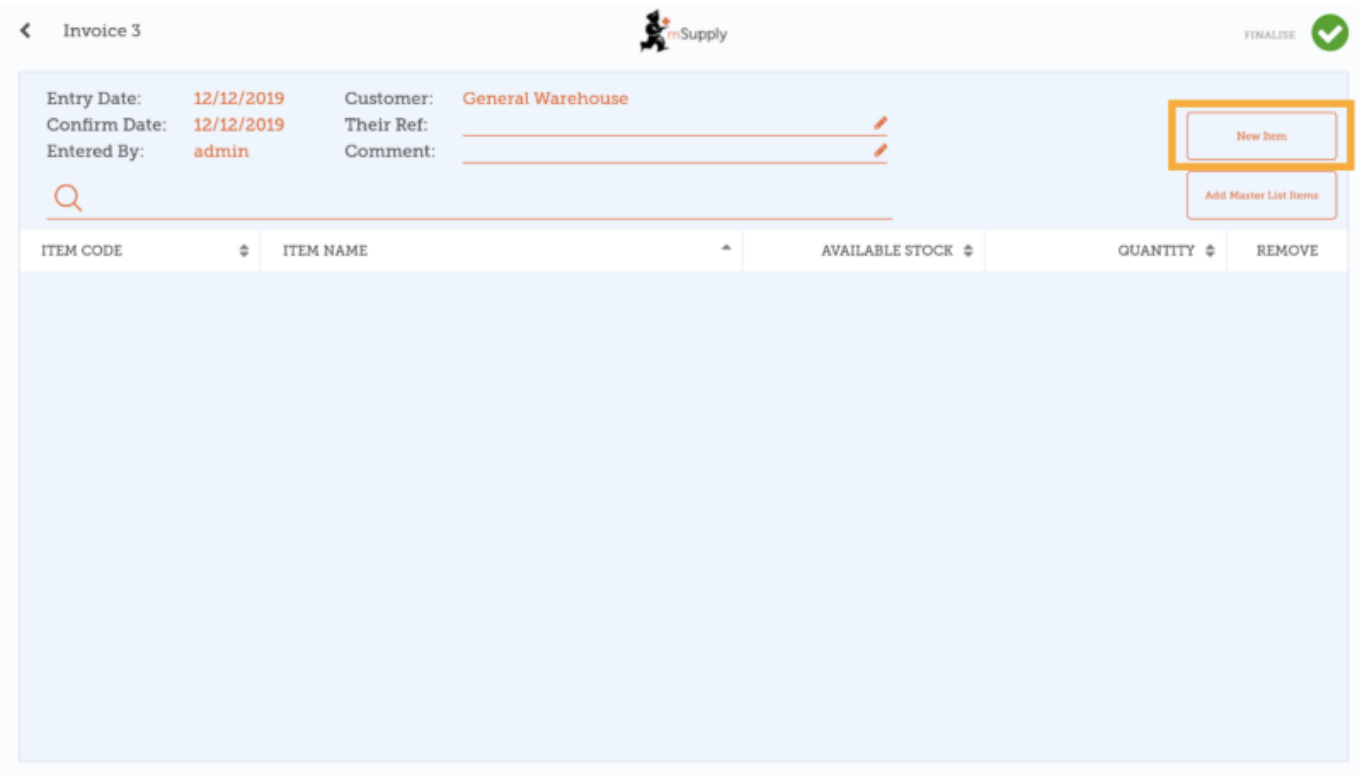 Invoice 3
mSupply
FINALISE
Entry Date: 12/12/2019 Customer: General Warehouse
Confirm Date: 12/12/2019 Their Ref:
Entered By: admin Comment:
New Item
Add Master List Items
ITEM CODE ITEM NAME AVAILABLE STOCK QUANTITY REMOVE